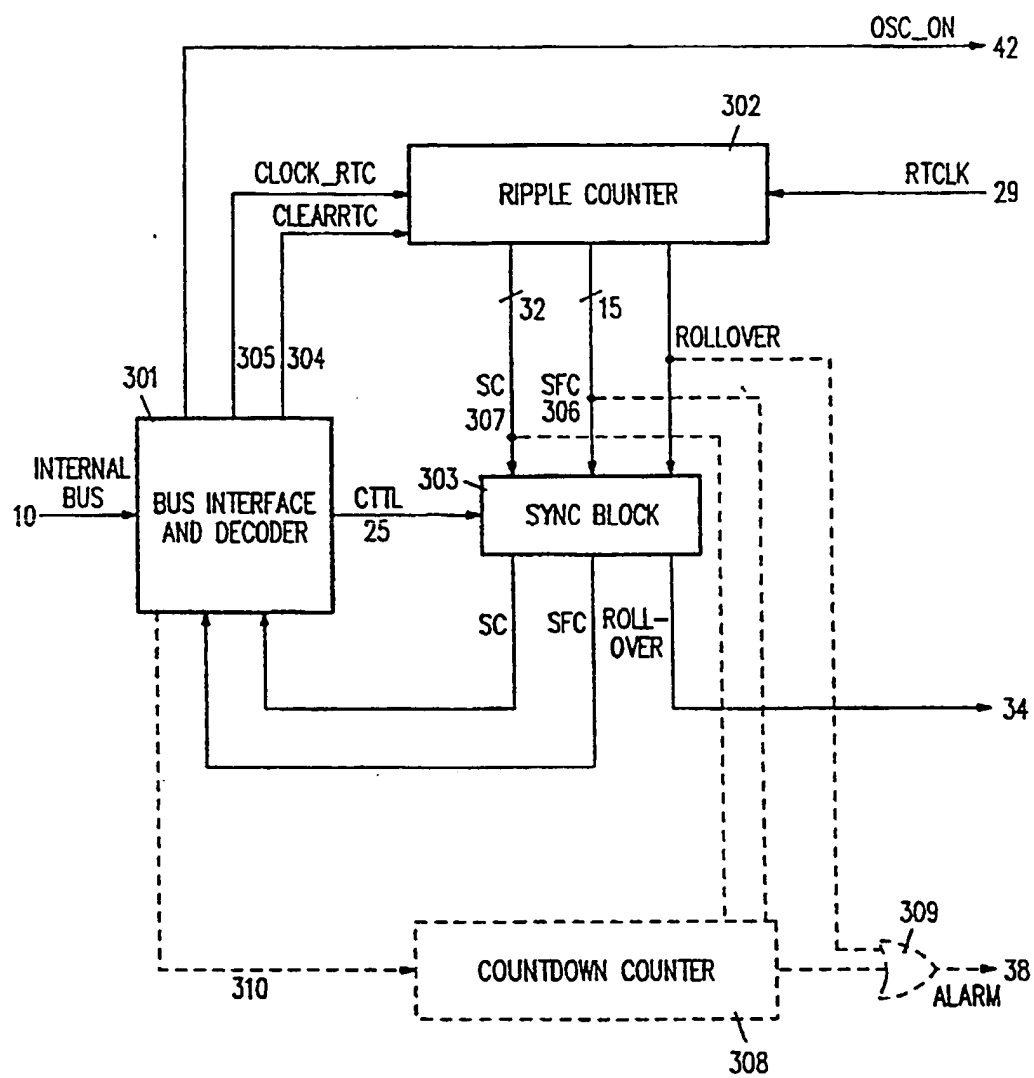 OSC_ON
42
302
CLOCK_RTC
RIPPLE COUNTER
RTCLK
29
CLEARRTC
32
15
305
304
ROLLOVER
301
SC
307
SFC
306
INTERNAL
BUS
10
BUS INTERFACE
AND DECODER
CTTL
25
303
SYNC BLOCK
SC
SFC
ROLL-
OVER
34
309
310
COUNTDOWN COUNTER
38
ALARM
308